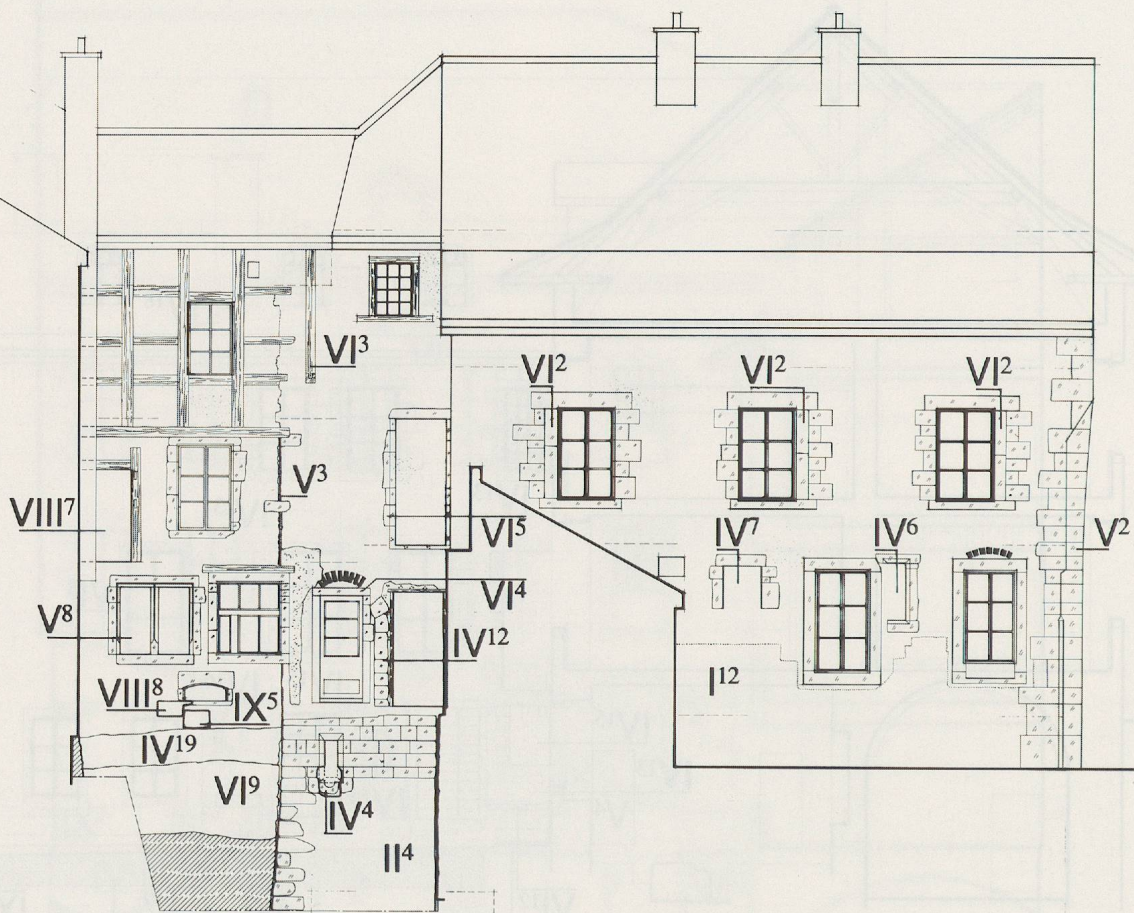 VI³
VI² VI² VI²
V³
VIII⁷ VI⁵ IV⁷ IV⁶ V²
V⁸ VI⁴
IV¹²
I¹²
VIII⁸ IX⁵
IV¹⁹
VI⁹
IV⁴
II⁴